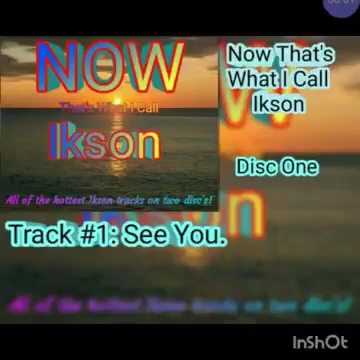 NOW
That's What I Call
Ikson
All of the hottest Ikson tracks on two disc's!
Now That's
What I Call
Ikson
Disc One
Track #1: See You.
InShOt